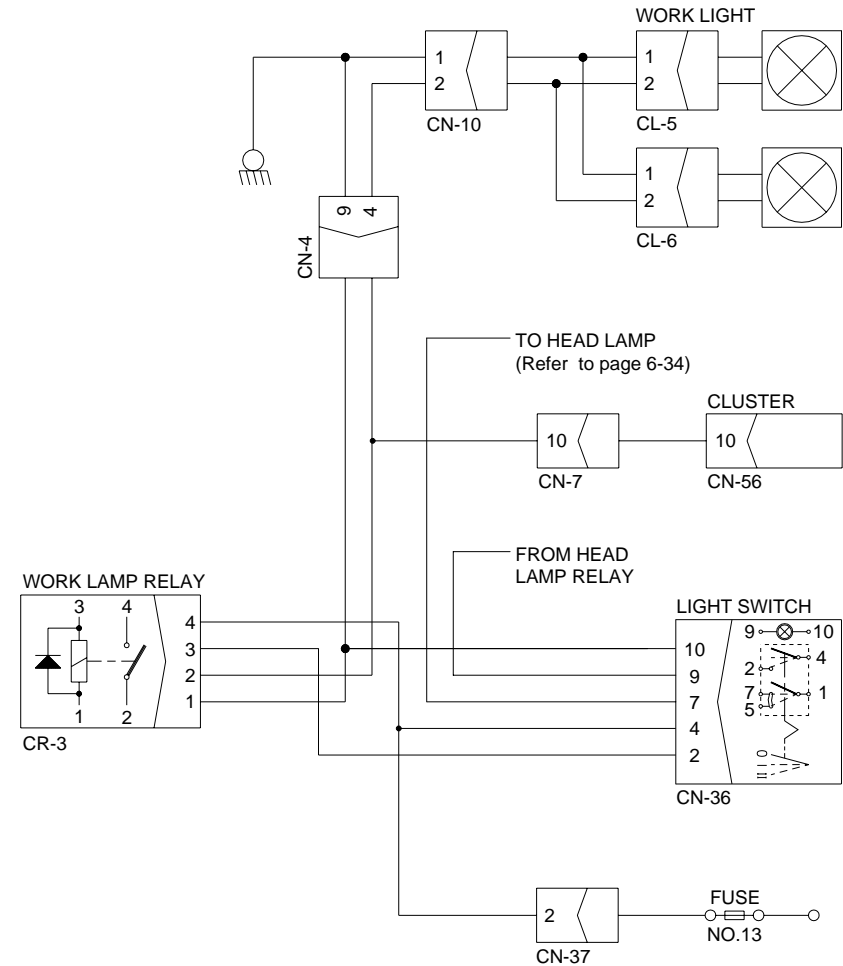 WORK LIGHT
1
2
CN-10
1
2
CL-5
1
2
CL-6
9 4
CN-4
TO HEAD LAMP
(Refer to page 6-34)
CLUSTER
10
CN-7
10
CN-56
FROM HEAD
LAMP RELAY
WORK LAMP RELAY
3 4
1 2
4
3
2
1
CR-3
LIGHT SWITCH
10
9
7
4
2
9 10
4
2
7 1
5
0
I
II
CN-36
2
CN-37
FUSE
NO.13